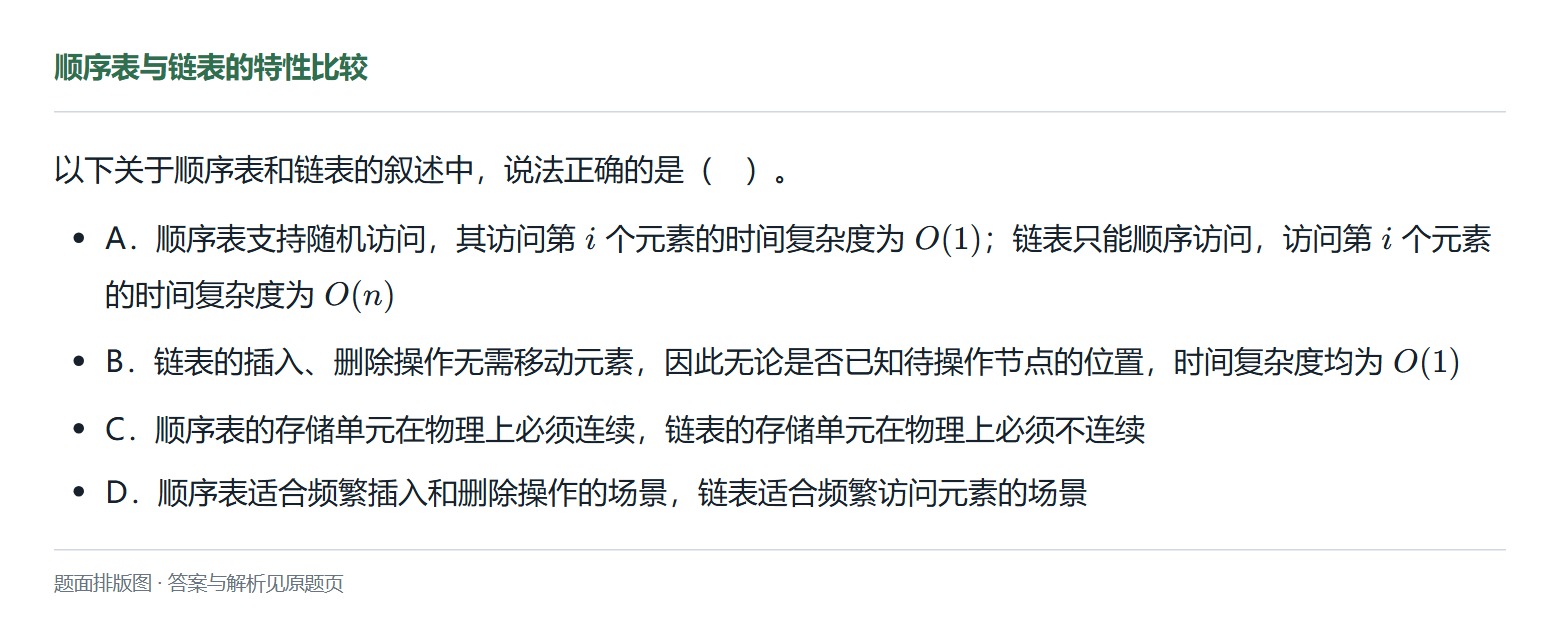 顺序表与链表的特性比较
以下关于顺序表和链表的叙述中，说法正确的是（　）。
• A．顺序表支持随机访问，其访问第 i 个元素的时间复杂度为 O(1)；链表只能顺序访问，访问第 i 个元素
的时间复杂度为 O(n)
• B．链表的插入、删除操作无需移动元素，因此无论是否已知待操作节点的位置，时间复杂度均为 O(1)
• C．顺序表的存储单元在物理上必须连续，链表的存储单元在物理上必须不连续
• D．顺序表适合频繁插入和删除操作的场景，链表适合频繁访问元素的场景
题面排版图 · 答案与解析见原题页